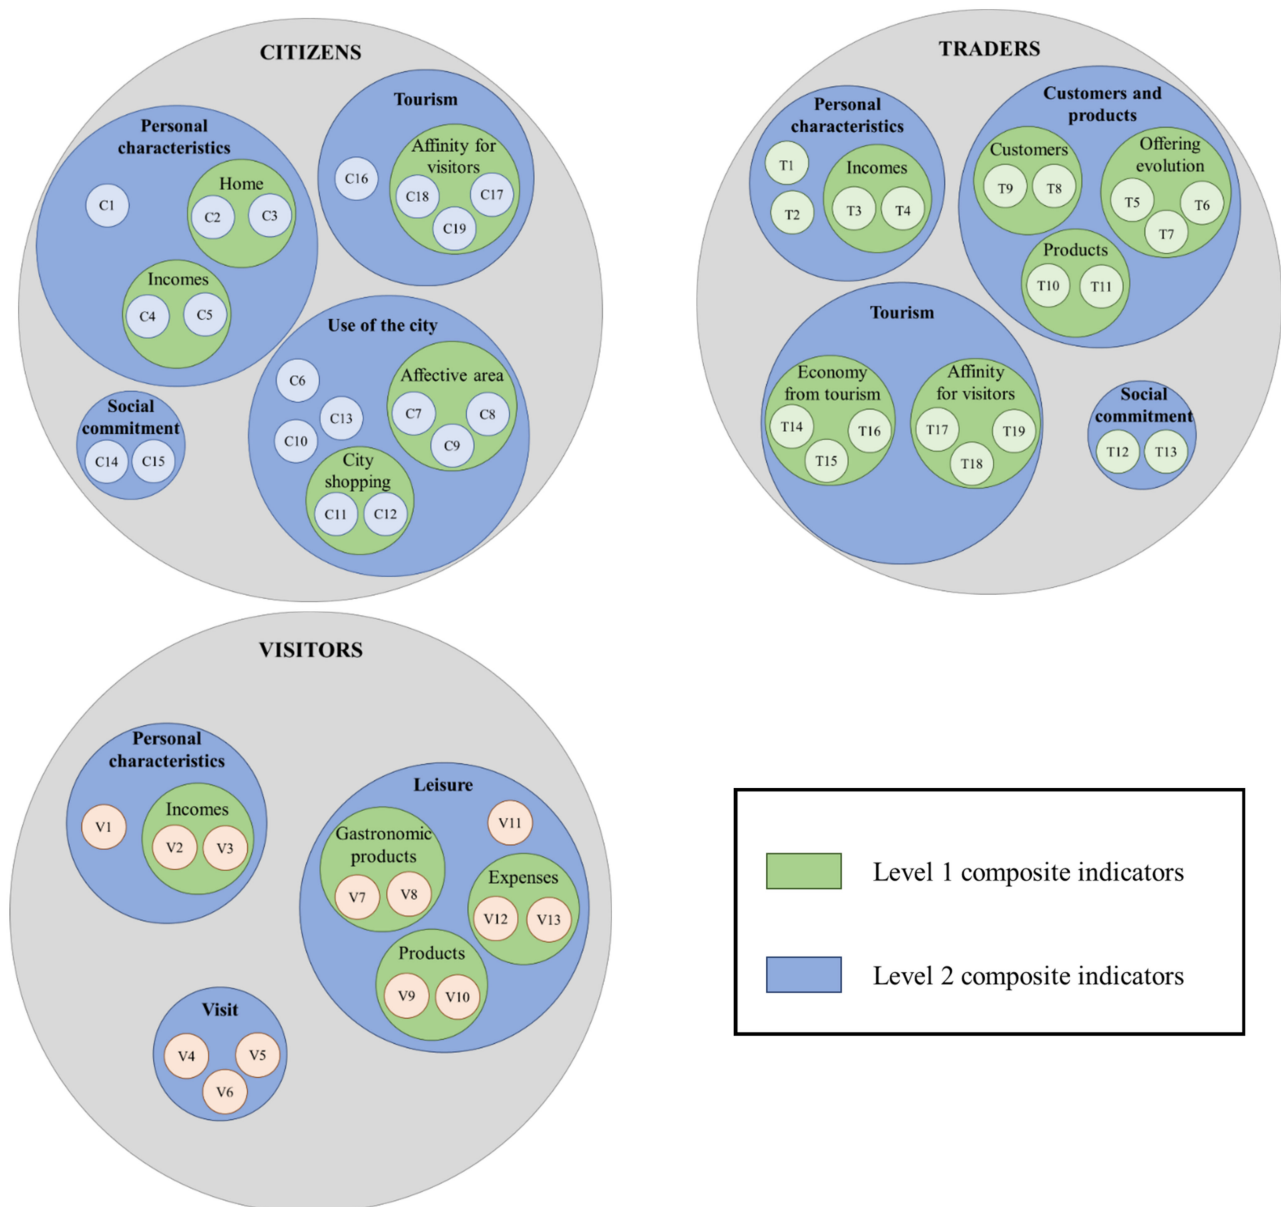 CITIZENS
Personal
characteristics
C1
Home
C2
C3
Incomes
C4
C5
Tourism
C16
Affinity for
visitors
C18
C17
C19
Use of the city
C6
C13
C10
Affective area
C7
C8
C9
City
shopping
C11
C12
Social
commitment
C14
C15
TRADERS
Personal
characteristics
T1
T2
Incomes
T3
T4
Customers and
products
Customers
T9
T8
Offering
evolution
T5
T6
T7
Products
T10
T11
Tourism
Economy
from tourism
T14
T16
T15
Affinity
for visitors
T17
T19
T18
Social
commitment
T12
T13
VISITORS
Personal
characteristics
V1
Incomes
V2
V3
Leisure
V11
Gastronomic
products
V7
V8
Expenses
V12
V13
Products
V9
V10
Visit
V4
V5
V6
Level 1 composite indicators
Level 2 composite indicators